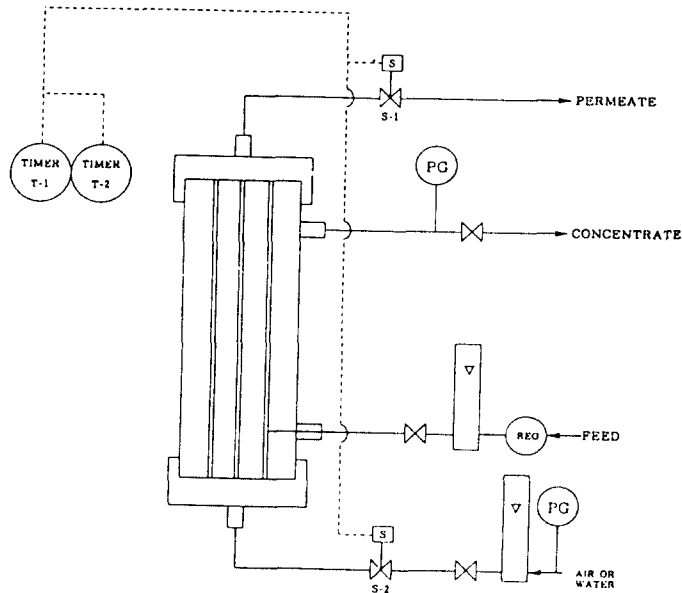 S
S-1
PERMEATE
TIMER
T-1
TIMER
T-2
PG
CONCENTRATE
REG
FEED
PG
S
S-2
AIR OR
WATER